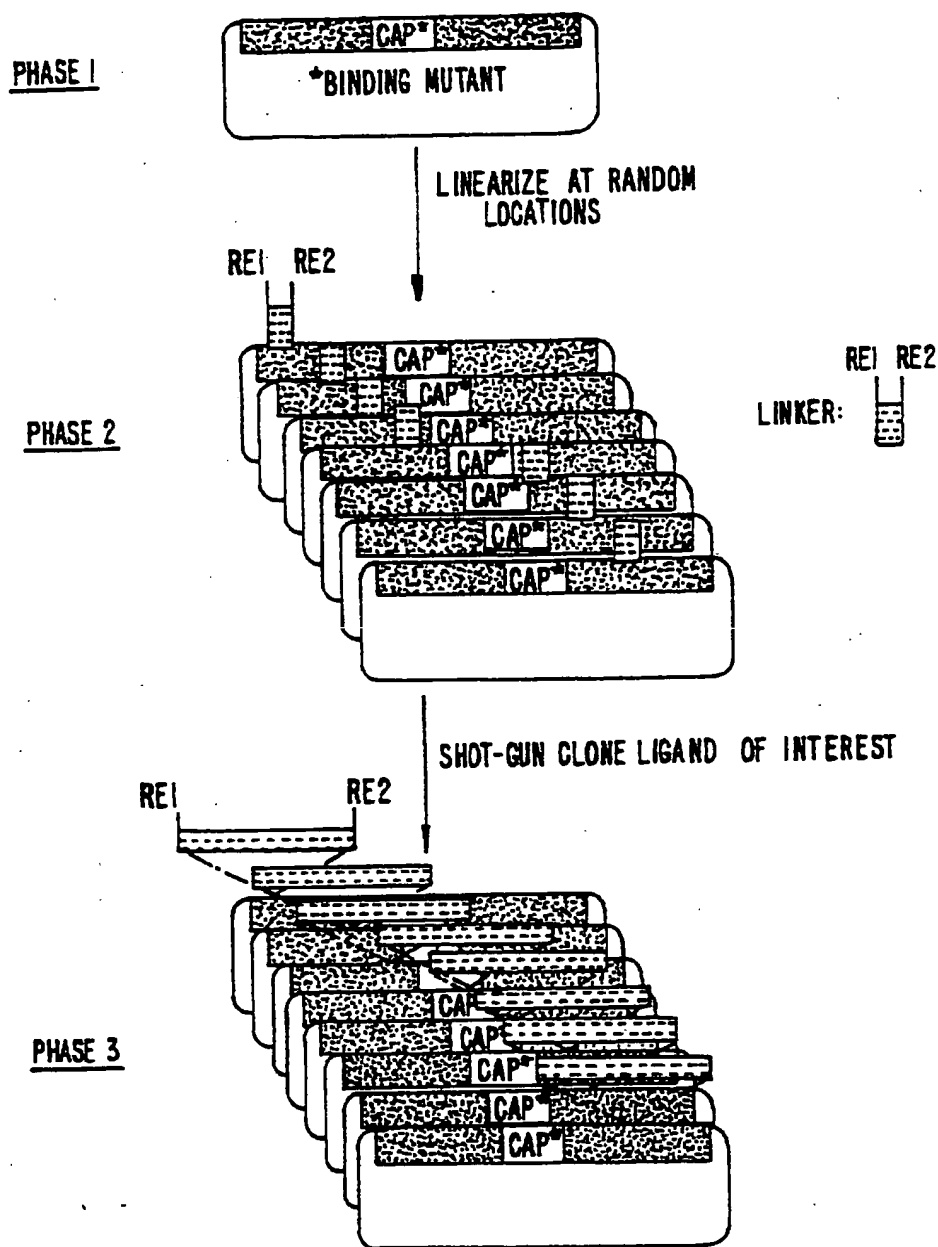 CAP*
PHASE 1
*BINDING MUTANT
LINEARIZE AT RANDOM
LOCATIONS
RE1 RE2
CAP*
CAP*
CAP*
CAP*
CAP*
CAP*
CAP*
PHASE 2
RE1 RE2
LINKER:
SHOT-GUN CLONE LIGAND OF INTEREST
RE1 RE2
CAP
CAP*
CAP*
CAP*
CAP*
PHASE 3